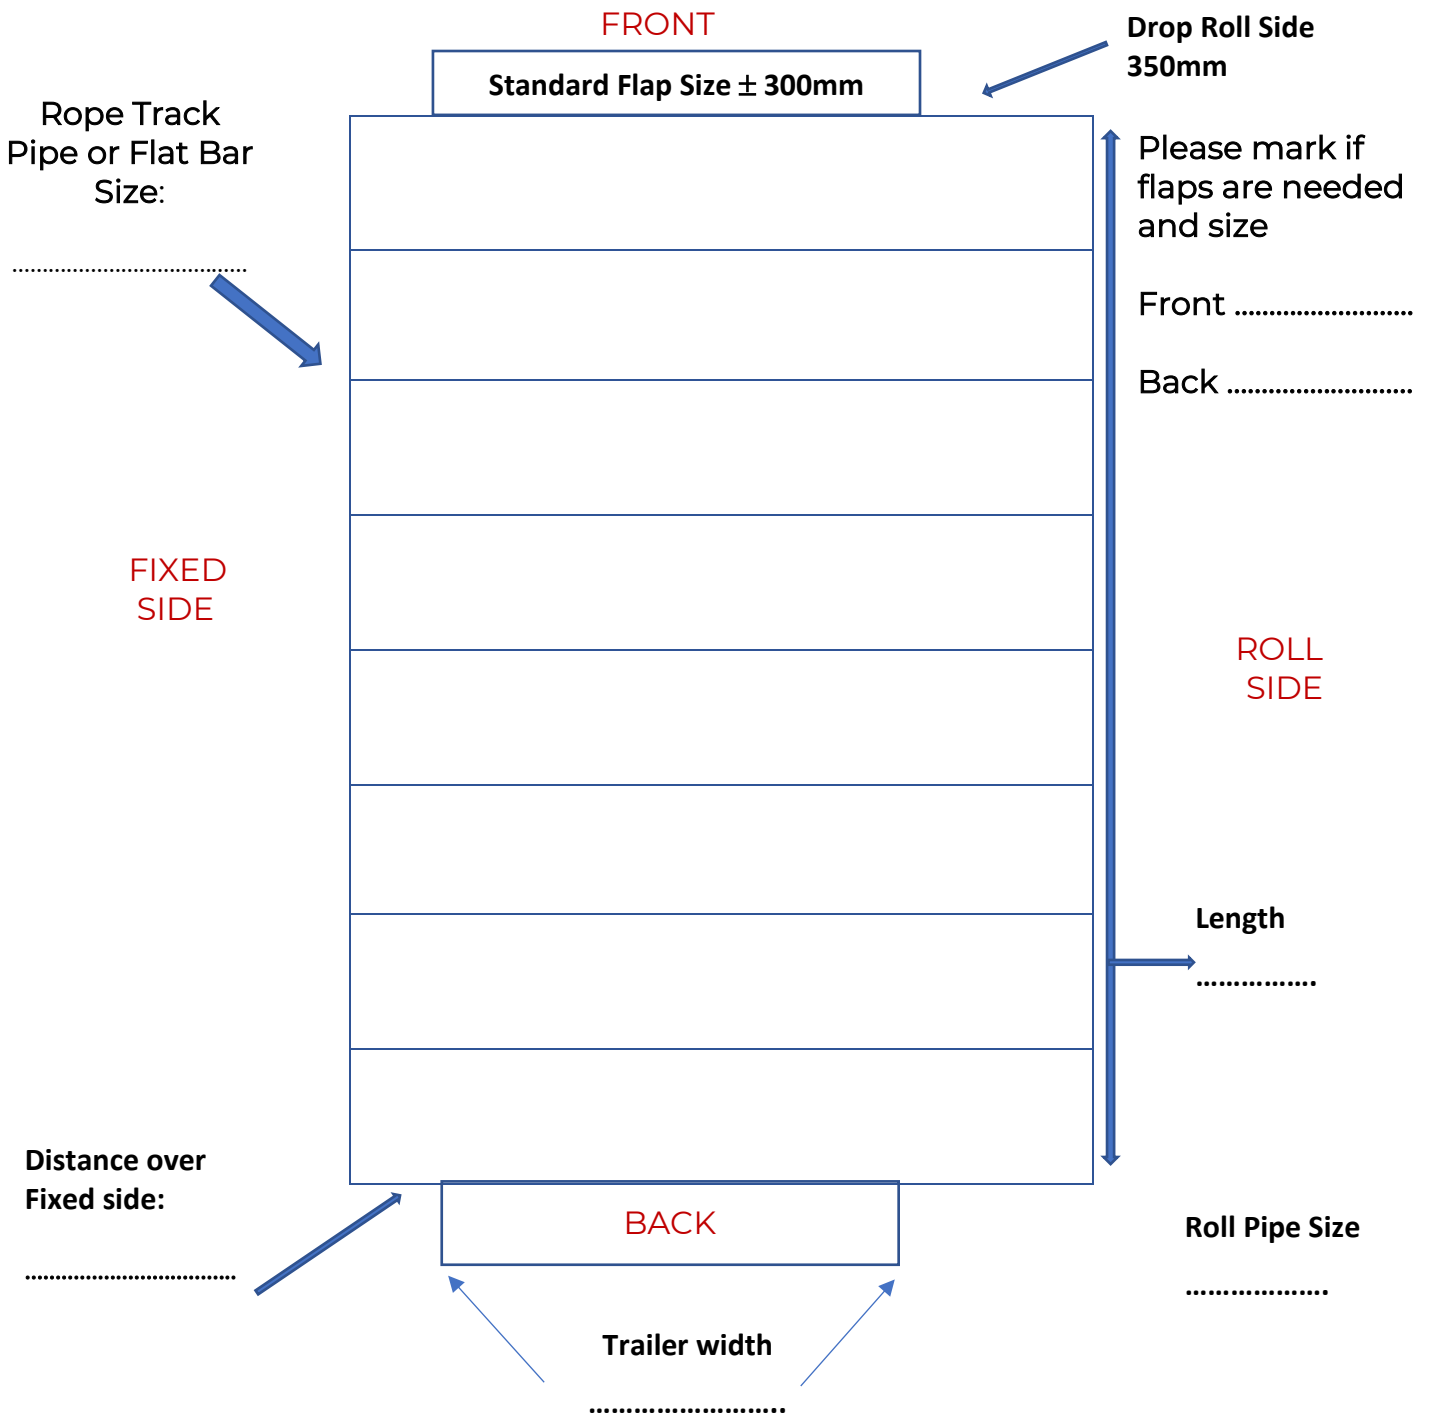 FRONT
Standard Flap Size ± 300mm
Drop Roll Side
350mm
Rope Track
Pipe or Flat Bar
Size:
.......................................
Please mark if
flaps are needed
and size
Front ..........................
Back ...........................
FIXED
SIDE
ROLL
SIDE
Length
................
Distance over
Fixed side:
...................................
BACK
Roll Pipe Size
...................
Trailer width
..........................